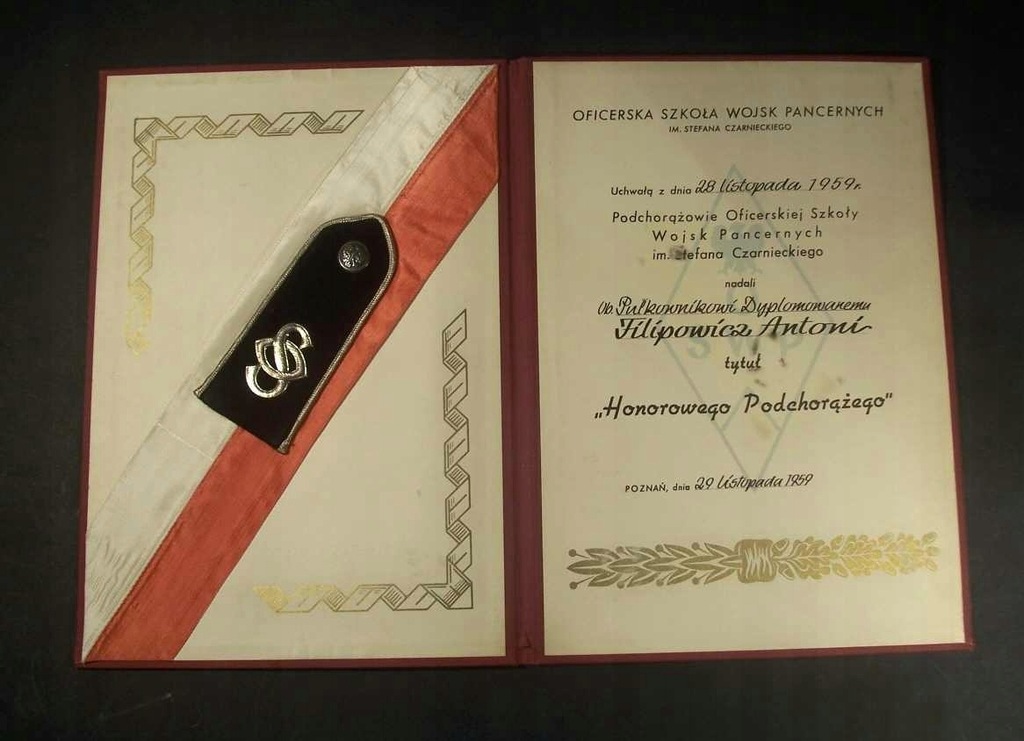 OFICERSKA SZKOŁA WOJSK PANCERNYCH
IM. STEFANA CZARNIECKIEGO
Uchwałą z dnia 28 listopada 1959r.
Podchorążowie Oficerskiej Szkoły
Wojsk Pancernych
im. Stefana Czarnieckiego
nadali
Ob. Pułkownikowi Dyplomowanemu
Filipowicz Antoni
tytuł
„Honorowego Podchorążego"
POZNAŃ, dnia 29 listopada 1959